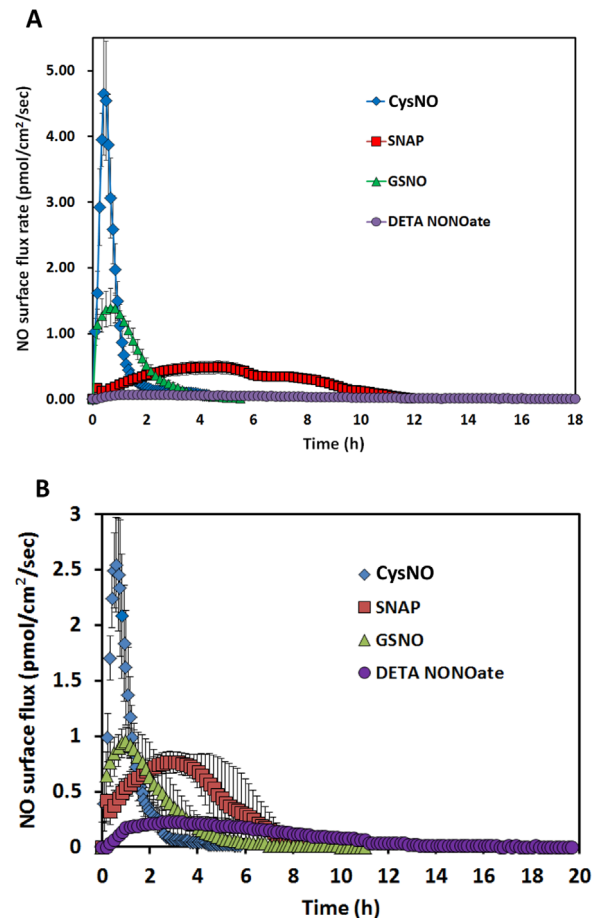 A
NO surface flux rate (pmol/cm²/sec)
5.00
4.00
3.00
2.00
1.00
0.00
CysNO
SNAP
GSNO
DETA NONOate
0 2 4 6 8 10 12 14 16 18
Time (h)
B
NO surface flux (pmol/cm²/sec)
3
2.5
2
1.5
1
0.5
0
CysNO
SNAP
GSNO
DETA NONOate
0 2 4 6 8 10 12 14 16 18 20
Time (h)